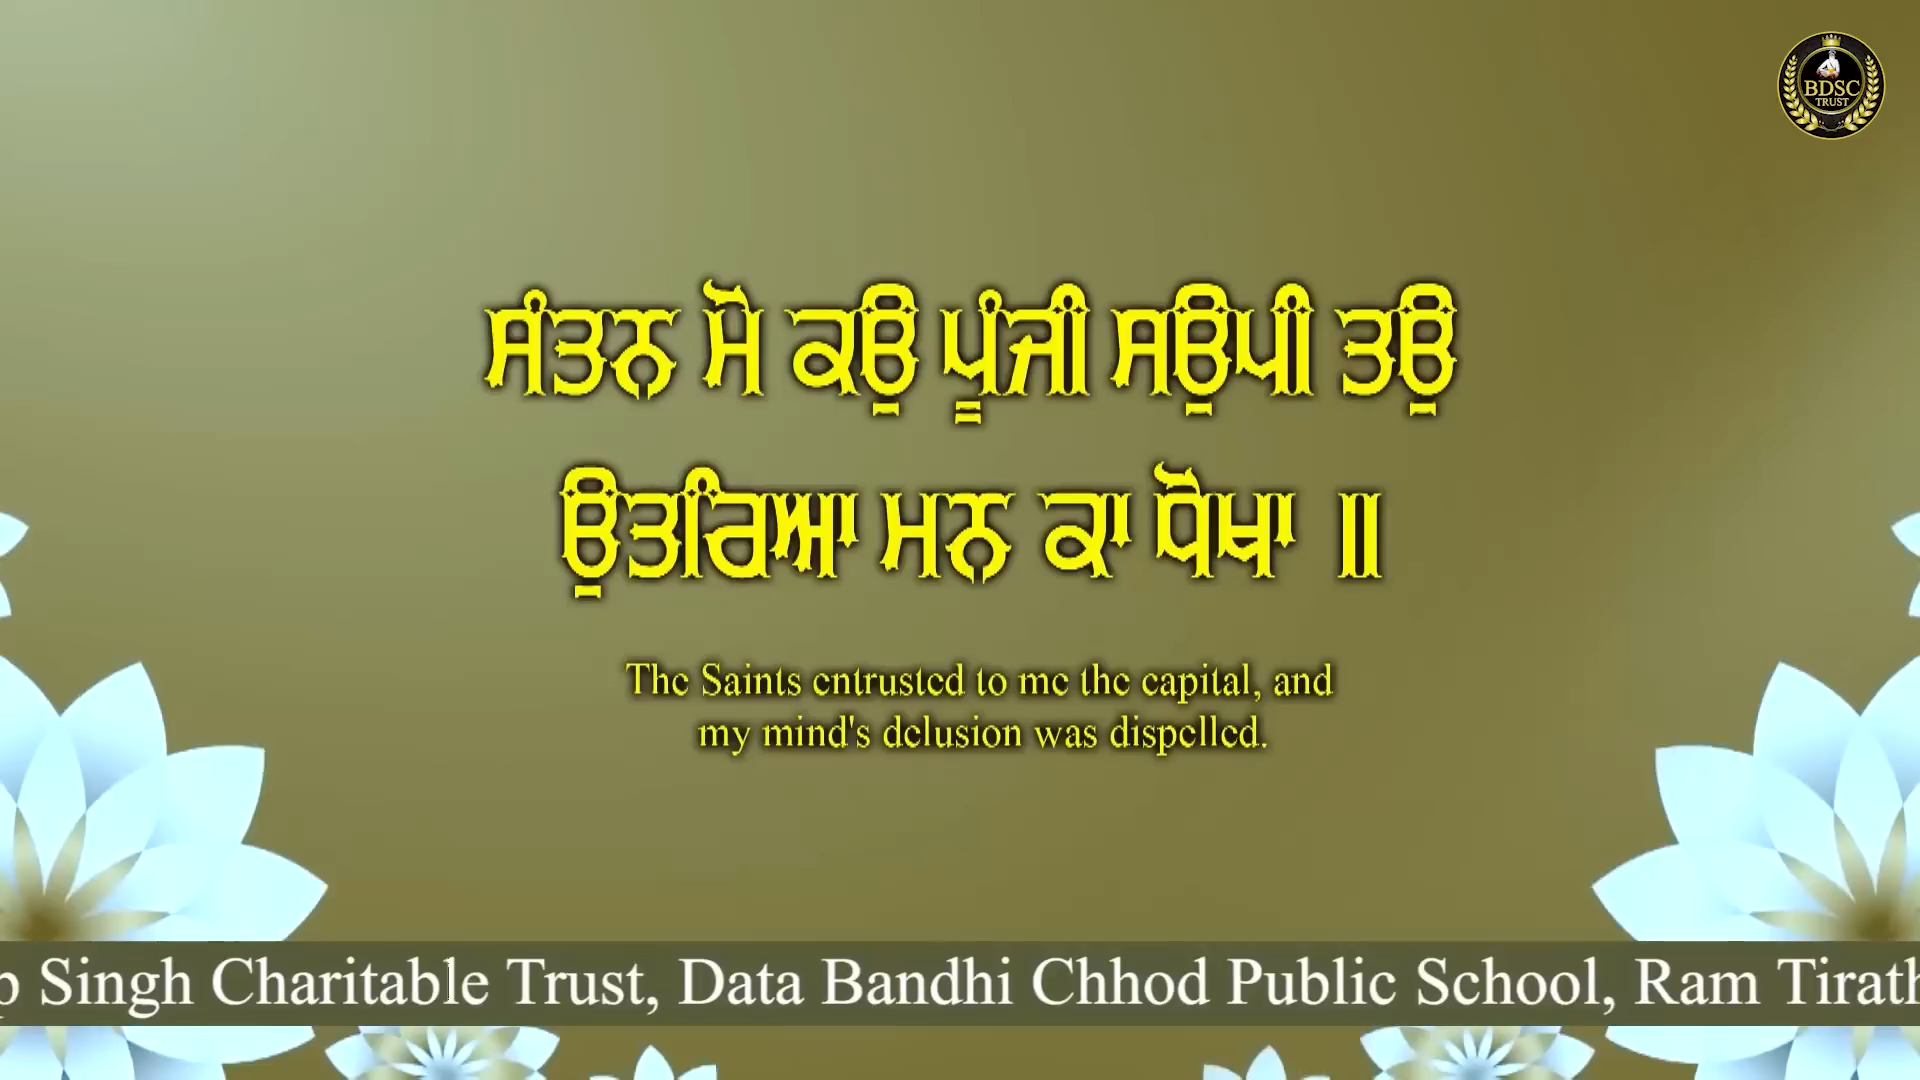 BDSC
TRUST
ਸੰਤਨ ਮੋ ਕਉ ਪੂੰਜੀ ਸਉਪੀ ਤਉ
ਉਤਰਿਆ ਮਨ ਕਾ ਧੋਖਾ ॥
The Saints entrusted to me the capital, and
my mind's delusion was dispelled.
p Singh Charitable Trust, Data Bandhi Chhod Public School, Ram Tirath